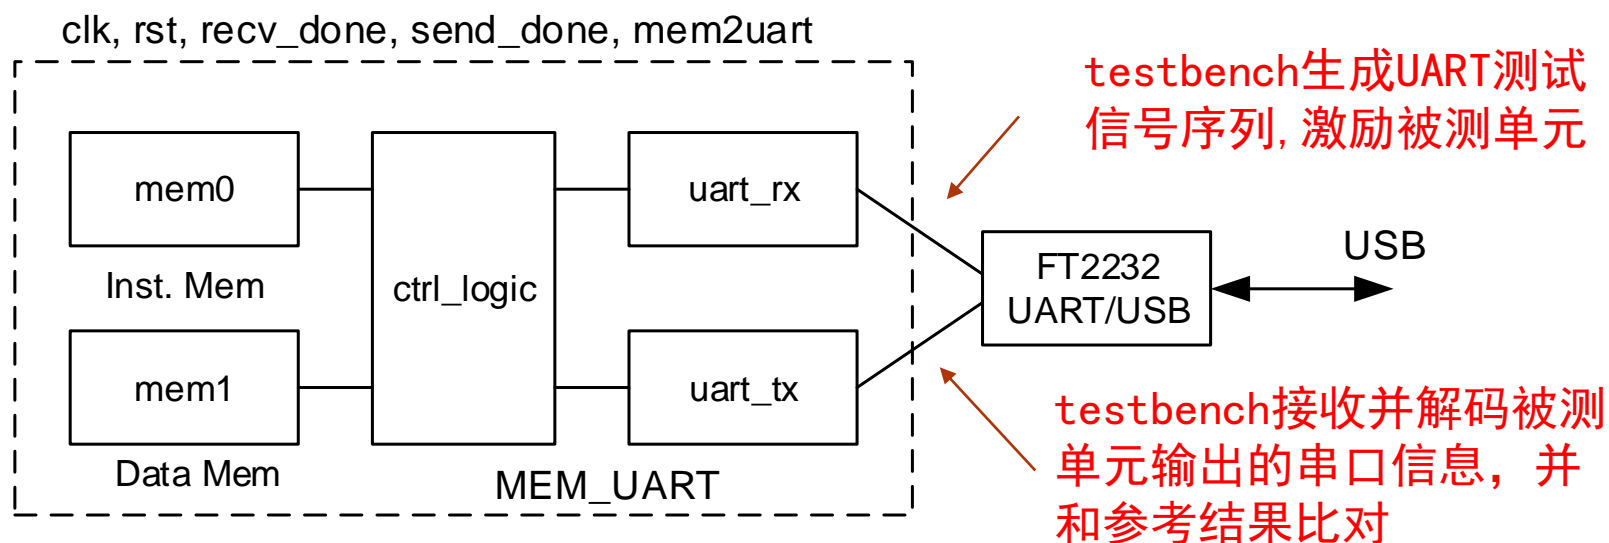 clk, rst, recv_done, send_done, mem2uart
testbench生成UART测试
信号序列,激励被测单元
mem0
uart_rx
Inst. Mem
ctrl_logic
FT2232
UART/USB
USB
mem1
uart_tx
Data Mem
MEM_UART
testbench接收并解码被测
单元输出的串口信息，并
和参考结果比对